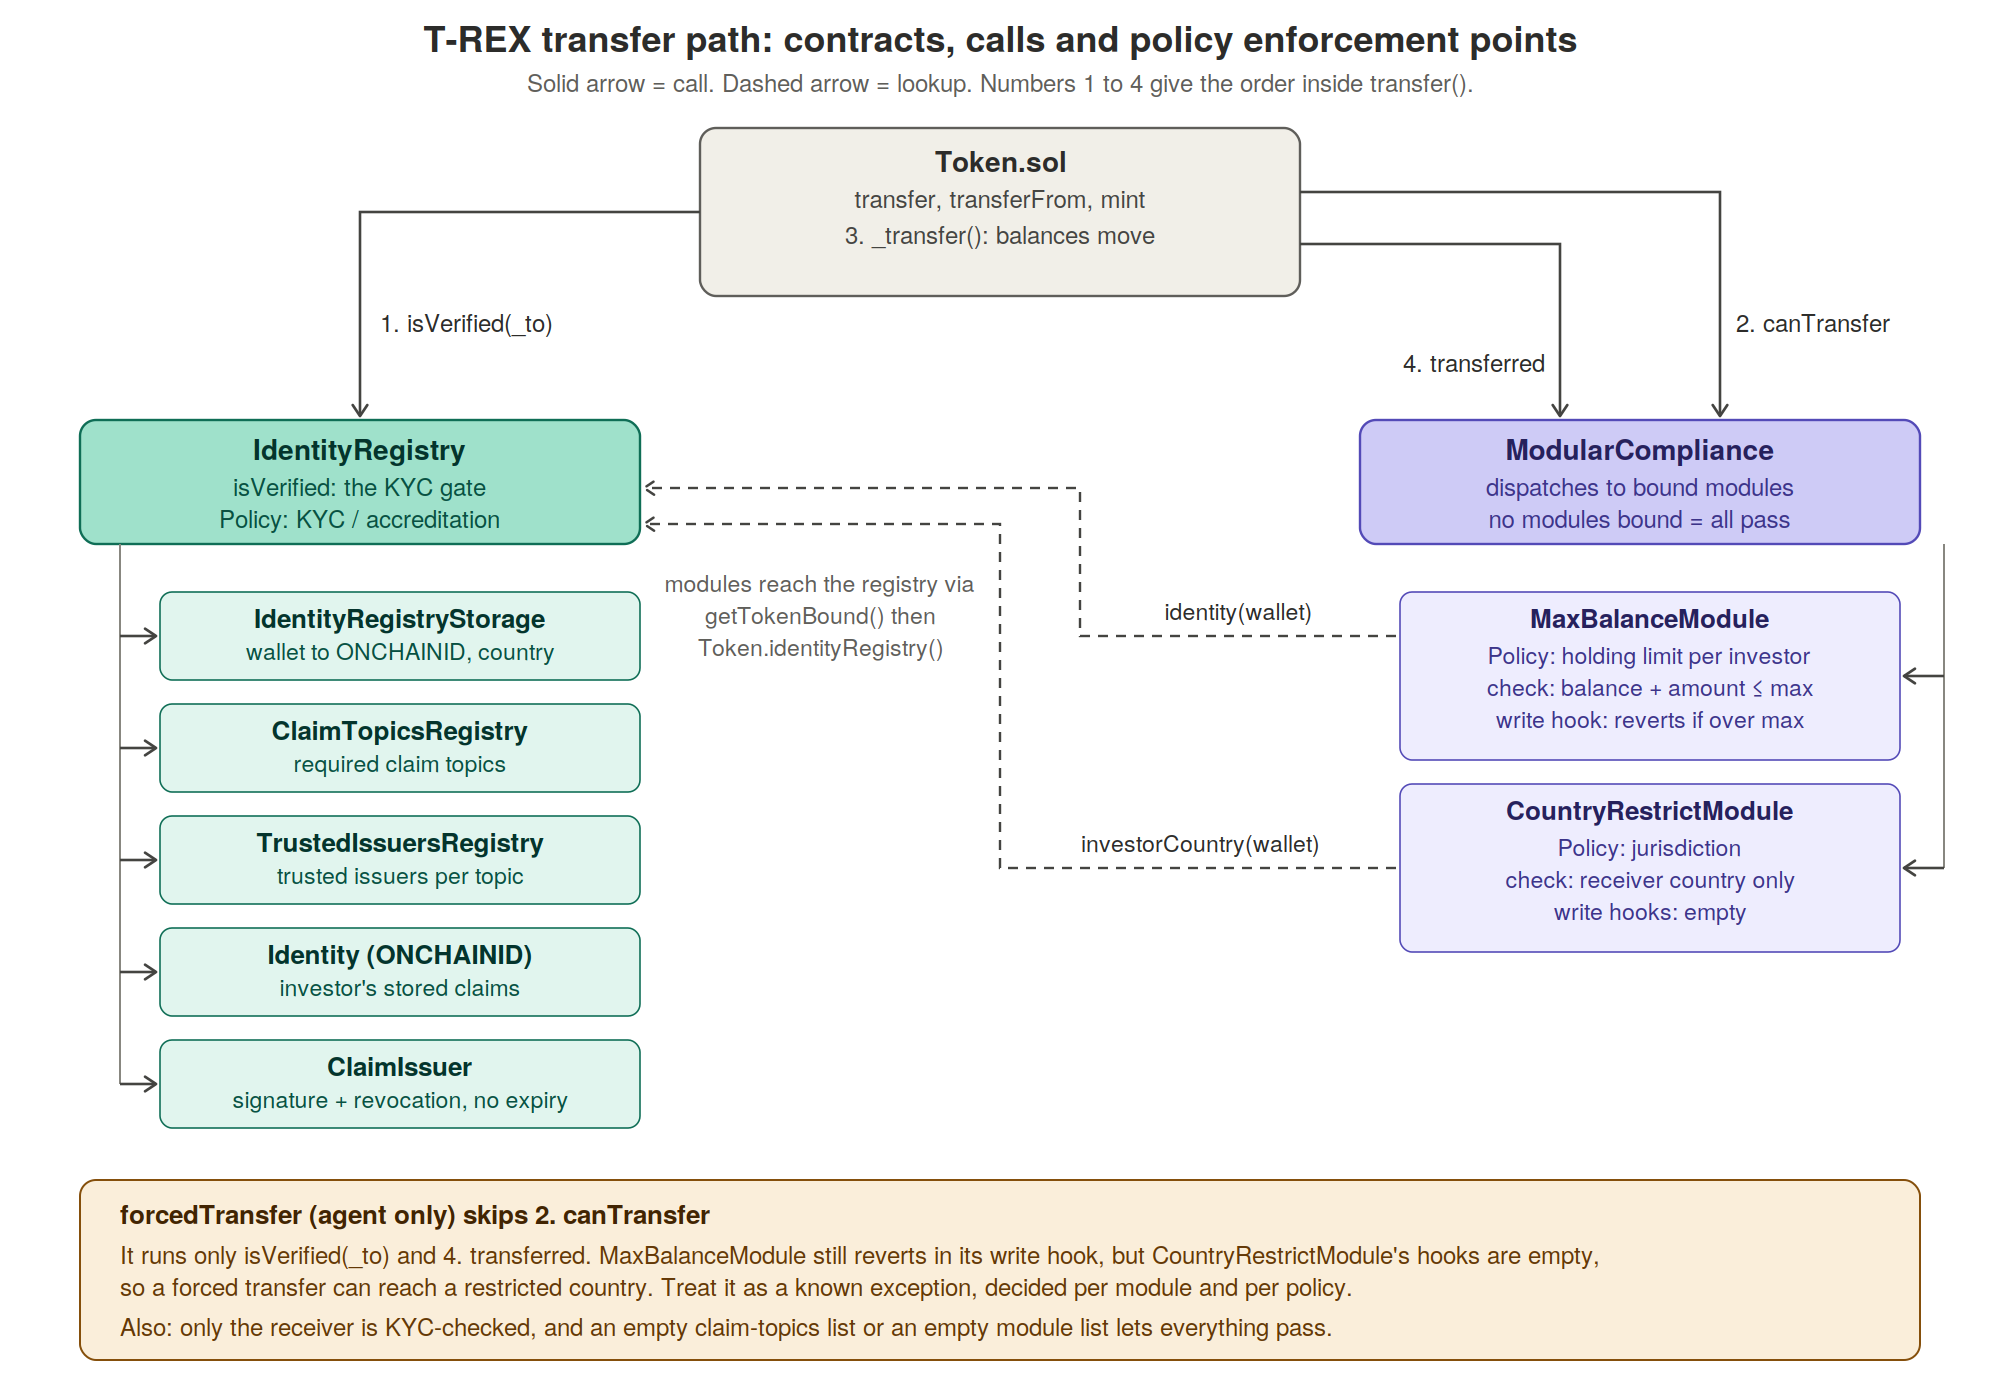 T-REX transfer path: contracts, calls and policy enforcement points
Solid arrow = call. Dashed arrow = lookup. Numbers 1 to 4 give the order inside transfer().
Token.sol
transfer, transferFrom, mint
3. _transfer(): balances move
1. isVerified(_to)
2. canTransfer
4. transferred
IdentityRegistry
isVerified: the KYC gate
Policy: KYC / accreditation
ModularCompliance
dispatches to bound modules
no modules bound = all pass
modules reach the registry via
getTokenBound() then
Token.identityRegistry()
identity(wallet)
investorCountry(wallet)
IdentityRegistryStorage
wallet to ONCHAINID, country
ClaimTopicsRegistry
required claim topics
TrustedIssuersRegistry
trusted issuers per topic
Identity (ONCHAINID)
investor's stored claims
ClaimIssuer
signature + revocation, no expiry
MaxBalanceModule
Policy: holding limit per investor
check: balance + amount ≤ max
write hook: reverts if over max
CountryRestrictModule
Policy: jurisdiction
check: receiver country only
write hooks: empty
forcedTransfer (agent only) skips 2. canTransfer
It runs only isVerified(_to) and 4. transferred. MaxBalanceModule still reverts in its write hook, but CountryRestrictModule's hooks are empty,
so a forced transfer can reach a restricted country. Treat it as a known exception, decided per module and per policy.
Also: only the receiver is KYC-checked, and an empty claim-topics list or an empty module list lets everything pass.